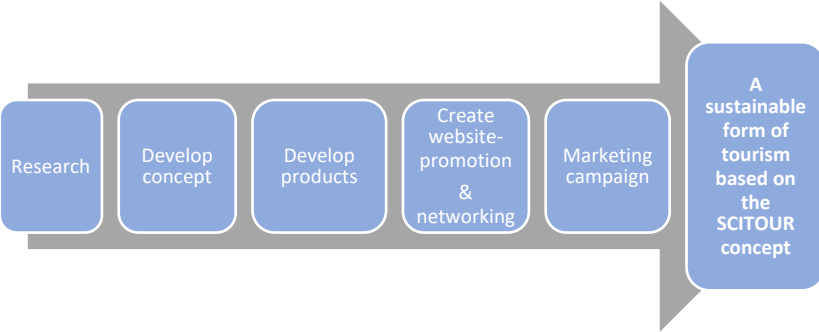 Research
Develop
concept
Develop
products
Create
website-
promotion
&
networking
Marketing
campaign
A
sustainable
form of
tourism
based on
the
SCITOUR
concept